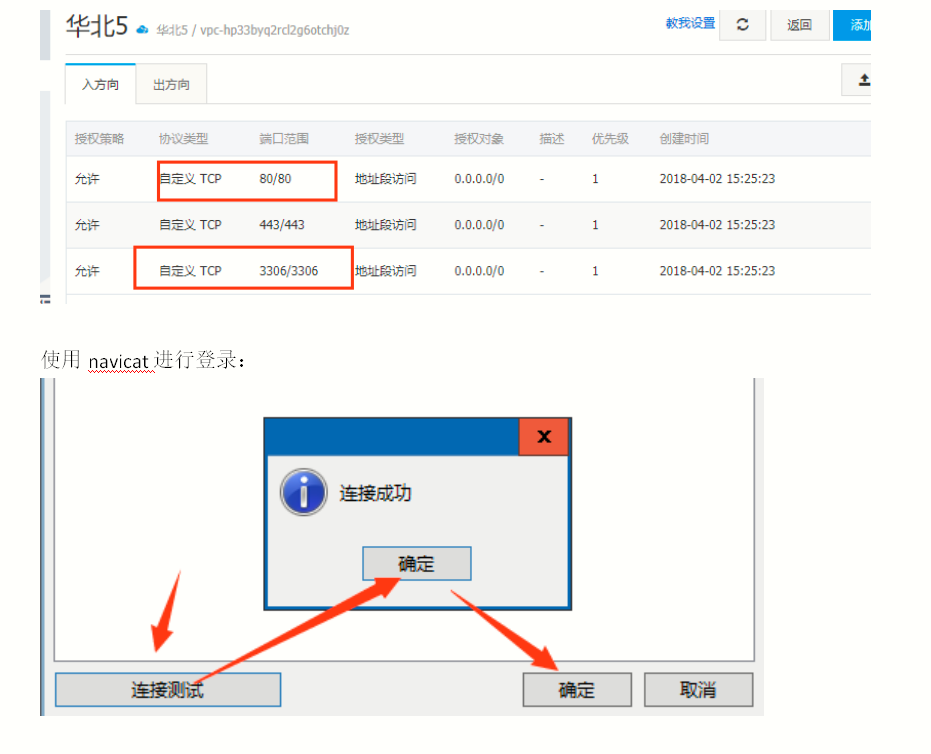 华北5 华北5 / vpc-hp33byq2rcl2g6otchj0z 教我设置 返回 添加
入方向 出方向
授权策略 协议类型 端口范围 授权类型 授权对象 描述 优先级 创建时间
允许 自定义 TCP 80/80 地址段访问 0.0.0.0/0 - 1 2018-04-02 15:25:23
允许 自定义 TCP 443/443 地址段访问 0.0.0.0/0 - 1 2018-04-02 15:25:23
允许 自定义 TCP 3306/3306 地址段访问 0.0.0.0/0 - 1 2018-04-02 15:25:23
使用 navicat 进行登录：
x
连接成功
确定
连接测试 确定 取消